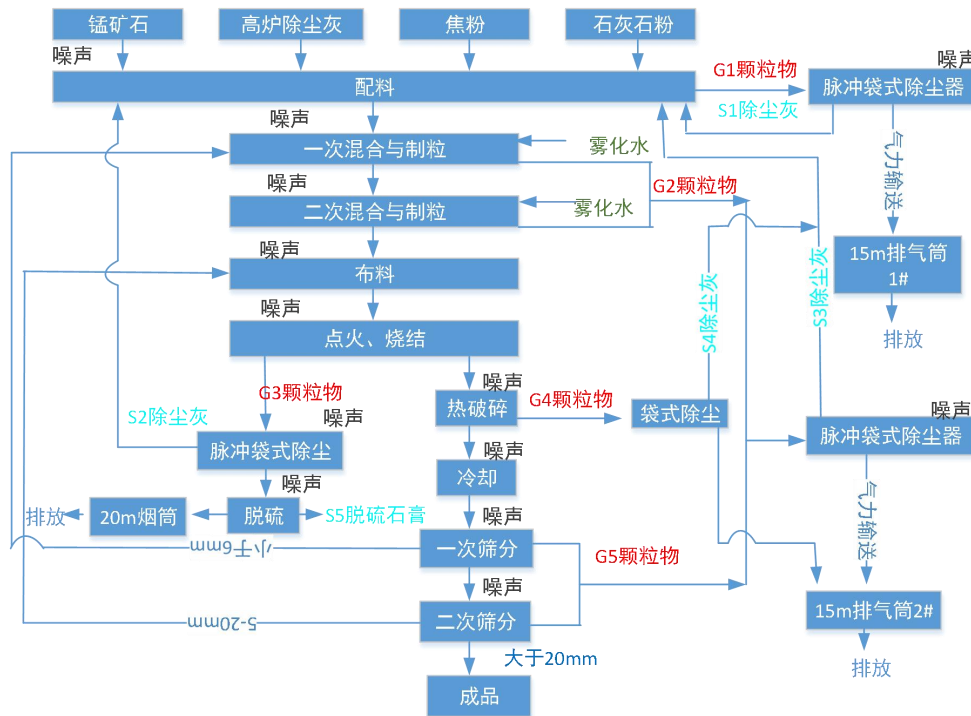 锰矿石
高炉除尘灰
焦粉
石灰石粉
噪声
噪声
配料
G1颗粒物
脉冲袋式除尘器
S1除尘灰
噪声
一次混合与制粒
雾化水
气力输送
噪声
G2颗粒物
二次混合与制粒
雾化水
噪声
布料
15m排气筒
1#
S4除尘灰
S3除尘灰
噪声
点火、烧结
排放
G3颗粒物
噪声
热破碎
G4颗粒物
袋式除尘
噪声
脉冲袋式除尘器
S2除尘灰
噪声
脉冲袋式除尘
噪声
冷却
噪声
气力输送
排放
20m烟筒
脱硫
S5脱硫石膏
噪声
小于6mm
一次筛分
G5颗粒物
噪声
15m排气筒2#
5-20mm
二次筛分
大于20mm
排放
成品